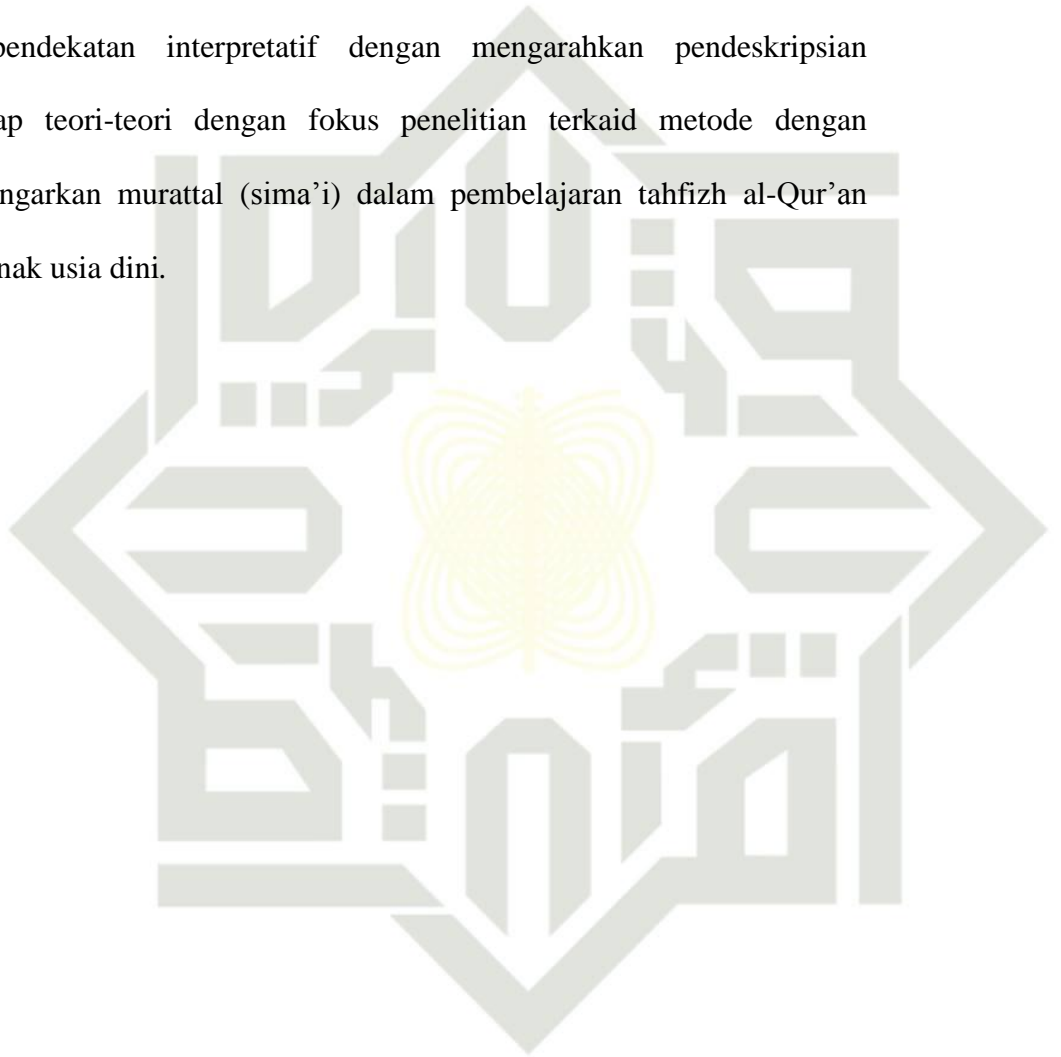 pendekatan interpretatif dengan mengarahkan pendeskripsian
ap teori-teori dengan fokus penelitian terkaid metode dengan
ngarkan murattal (sima’i) dalam pembelajaran tahfizh al-Qur’an
nak usia dini.